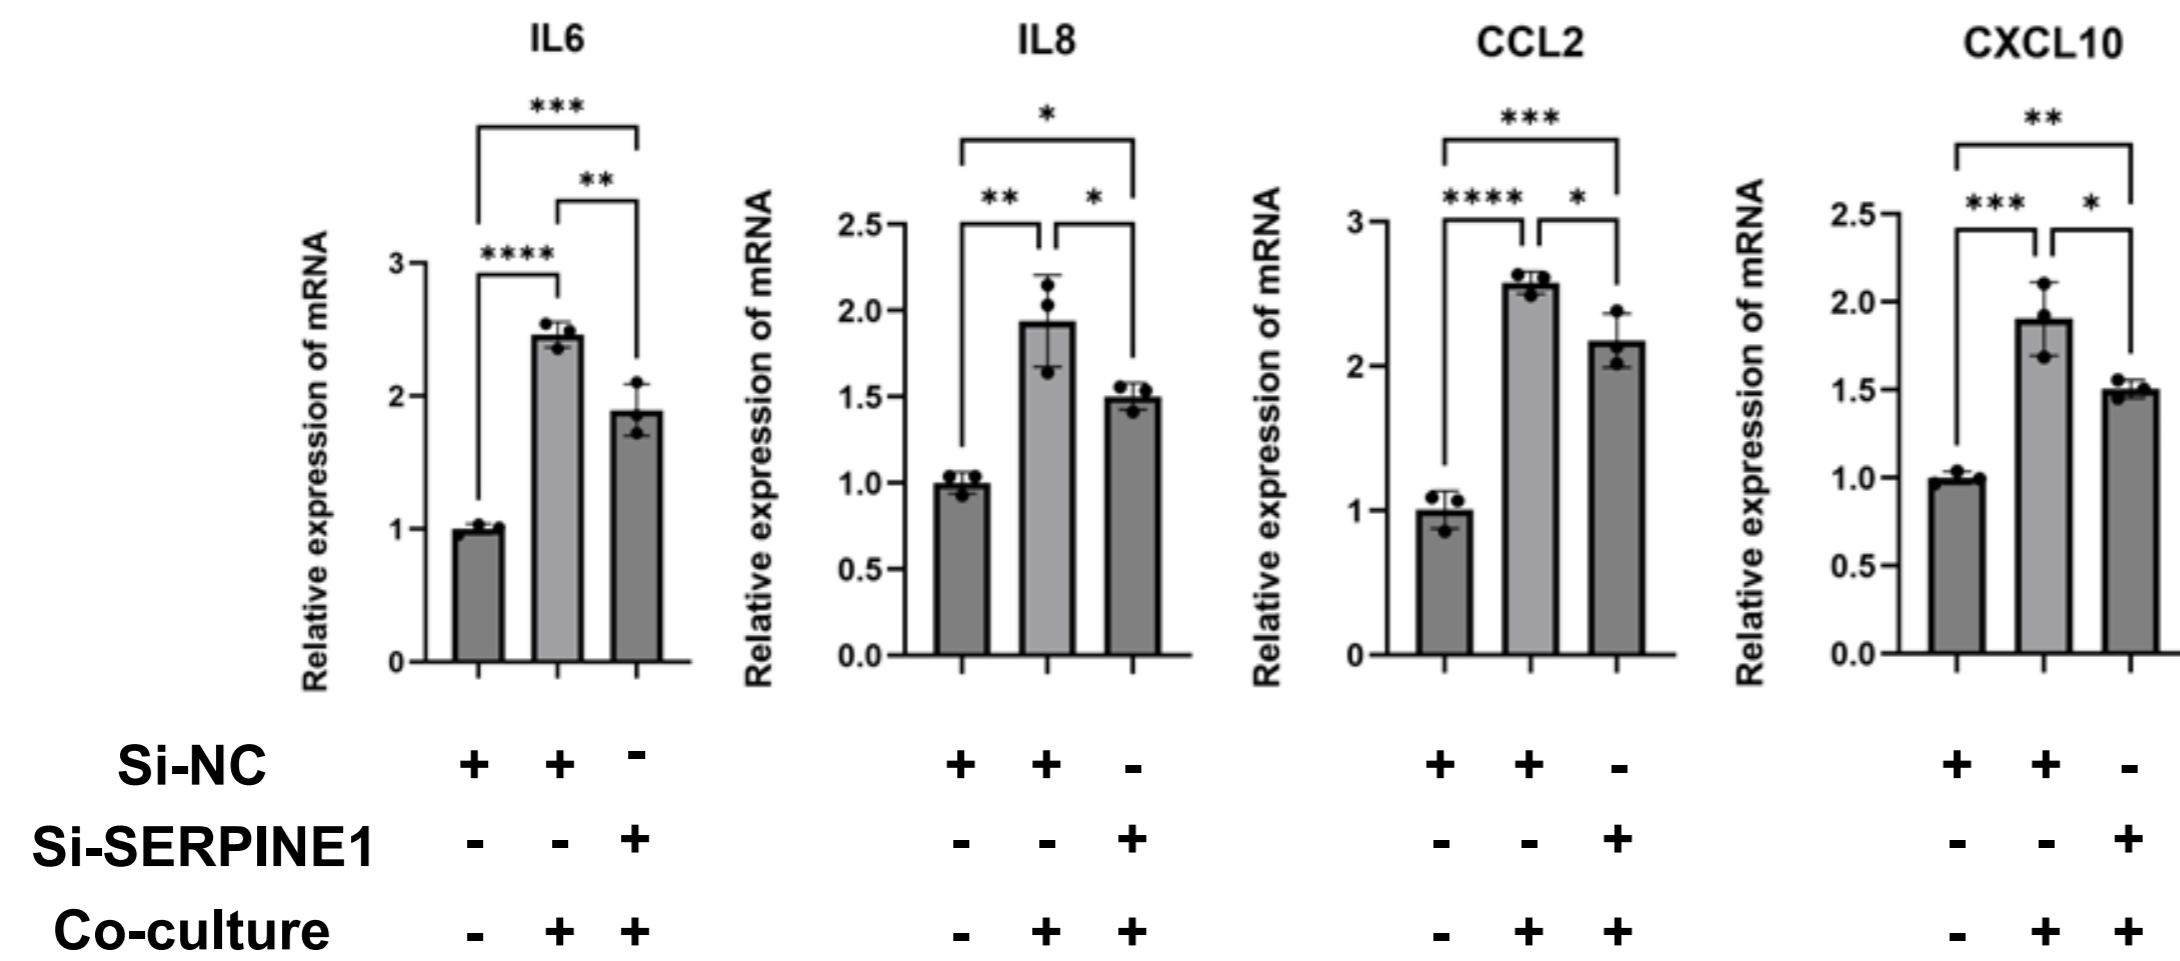 IL6
IL8
CCL2
CXCL10
***
*
***
**
**
**
*
****
*
***
*
****
Relative expression of mRNA
3
2
1
0
Relative expression of mRNA
2.5
2.0
1.5
1.0
0.5
0.0
Relative expression of mRNA
3
2
1
0
Relative expression of mRNA
2.5
2.0
1.5
1.0
0.5
0.0
Si-NC + + - + + - + + - + + -
Si-SERPINE1 - - + - - + - - + - - +
Co-culture - + + - + + - + + - + +